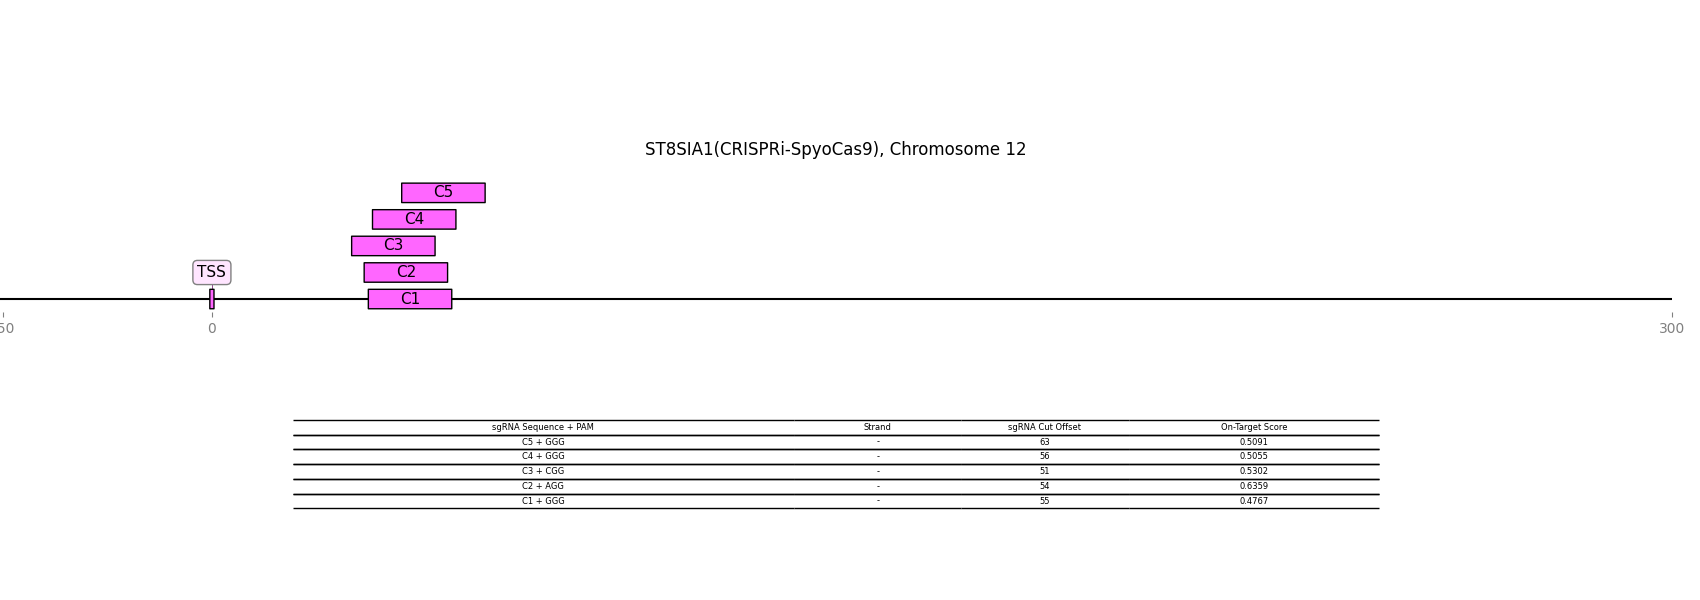 ST8SIA1(CRISPRi-SpyoCas9), Chromosome 12
C5
C4
C3
TSS C2
C1
50 0 300
sgRNA Sequence + PAM Strand sgRNA Cut Offset On-Target Score
C5 + GGG - 63 0.5091
C4 + GGG - 56 0.5055
C3 + CGG - 51 0.5302
C2 + AGG - 54 0.6359
C1 + GGG - 55 0.4767